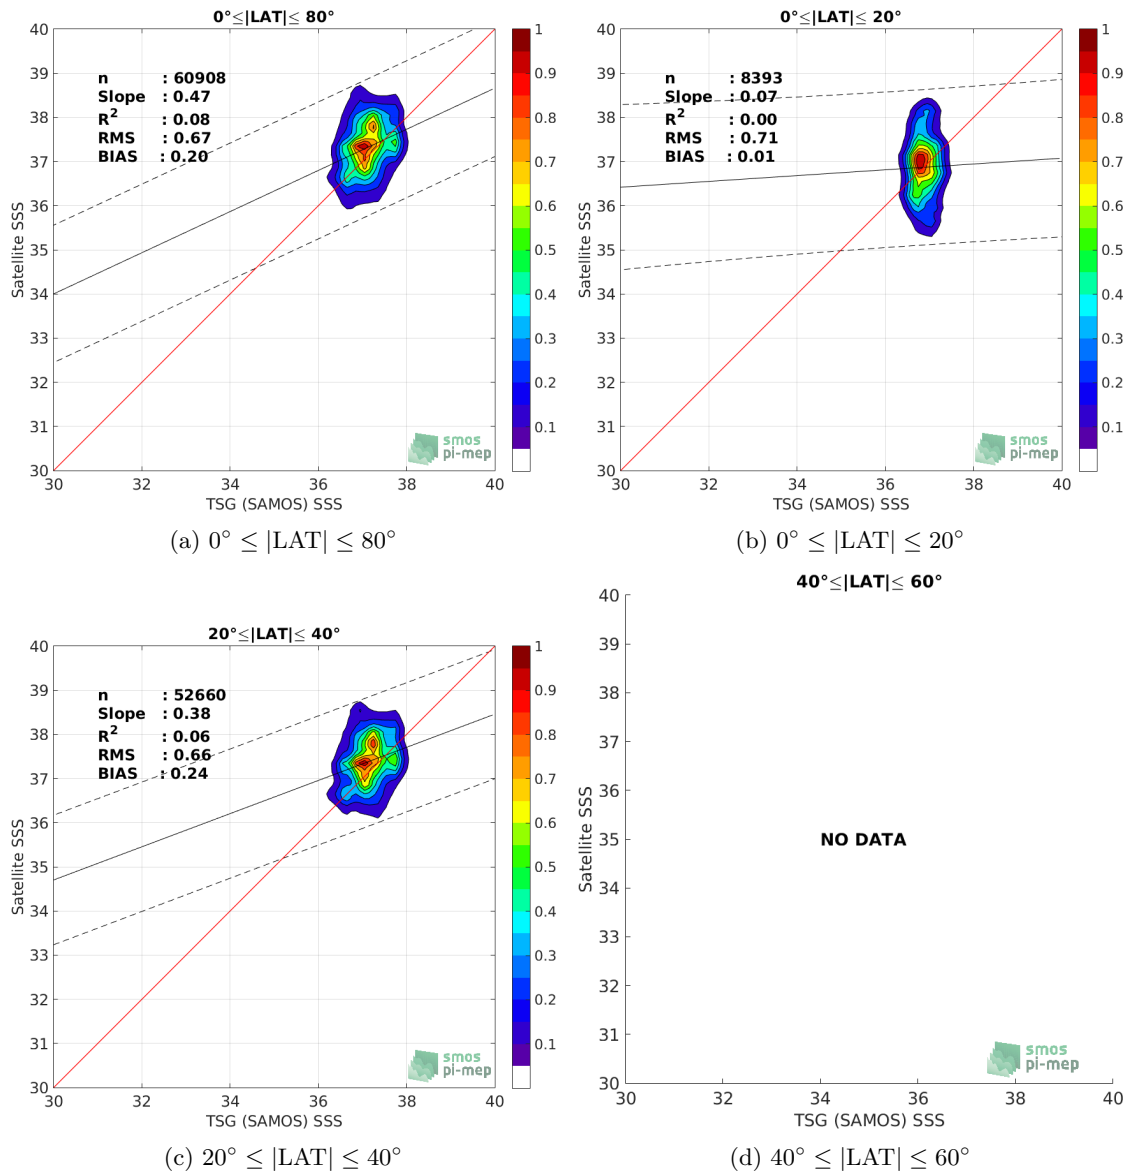 0°≤|LAT|≤ 80°
40
39
38
37
36
35
34
33
32
31
30
Satellite SSS
n : 60908
Slope : 0.47
R² : 0.08
RMS : 0.67
BIAS : 0.20
smos
pi-mep
30 32 34 36 38 40
TSG (SAMOS) SSS
1
0.9
0.8
0.7
0.6
0.5
0.4
0.3
0.2
0.1
(a) 0° ≤ |LAT| ≤ 80°
0°≤|LAT|≤ 20°
40
39
38
37
36
35
34
33
32
31
30
Satellite SSS
n : 8393
Slope : 0.07
R² : 0.00
RMS : 0.71
BIAS : 0.01
smos
pi-mep
30 32 34 36 38 40
TSG (SAMOS) SSS
1
0.9
0.8
0.7
0.6
0.5
0.4
0.3
0.2
0.1
(b) 0° ≤ |LAT| ≤ 20°
20°≤|LAT|≤ 40°
40
39
38
37
36
35
34
33
32
31
30
Satellite SSS
n : 52660
Slope : 0.38
R² : 0.06
RMS : 0.66
BIAS : 0.24
smos
pi-mep
30 32 34 36 38 40
TSG (SAMOS) SSS
1
0.9
0.8
0.7
0.6
0.5
0.4
0.3
0.2
0.1
(c) 20° ≤ |LAT| ≤ 40°
40°≤|LAT|≤ 60°
40
39
38
37
36
35
34
33
32
31
30
Satellite SSS
NO DATA
smos
pi-mep
30 32 34 36 38 40
TSG (SAMOS) SSS
(d) 40° ≤ |LAT| ≤ 60°